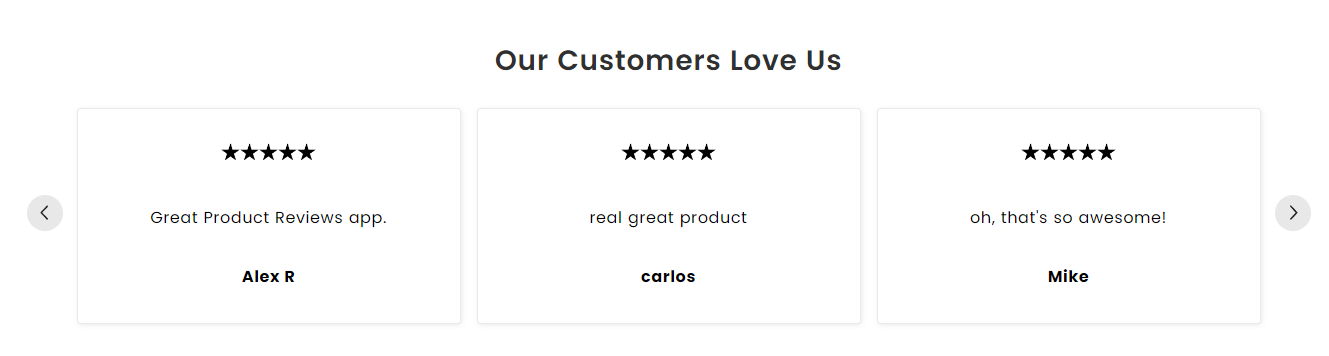 Our Customers Love Us
★★★★★
Great Product Reviews app.
Alex R
★★★★★
real great product
carlos
★★★★★
oh, that's so awesome!
Mike